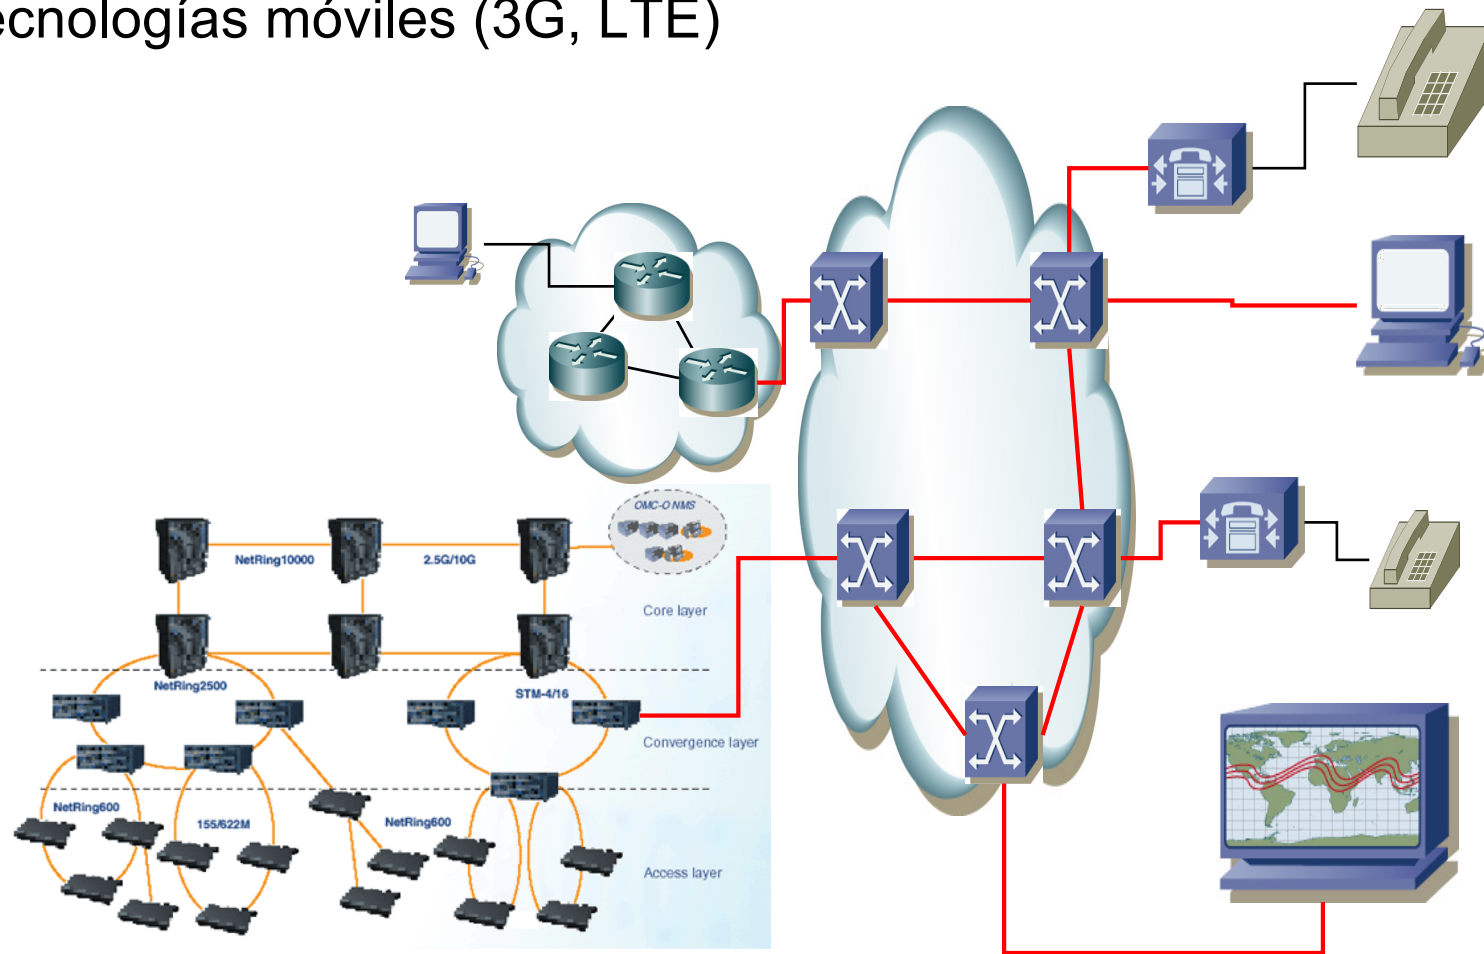 ecnologías móviles (3G, LTE)
OMC-O NMS
NetRing10000
2.5G/10G
Core layer
NetRing2500
STM-4/16
Convergence layer
NetRing600
155/622M
NetRing600
Access layer